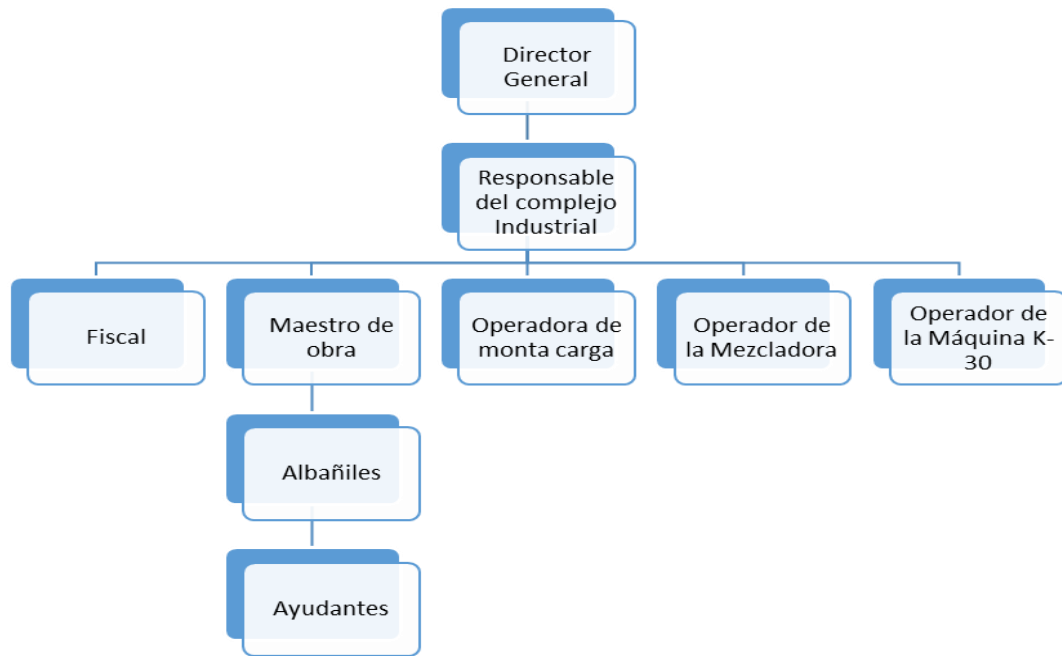 Director
General
Responsable
del complejo
Industrial
Fiscal
Maestro de
obra
Operadora de
monta carga
Operador de
la Mezcladora
Operador de
la Máquina K-
30
Albañiles
Ayudantes